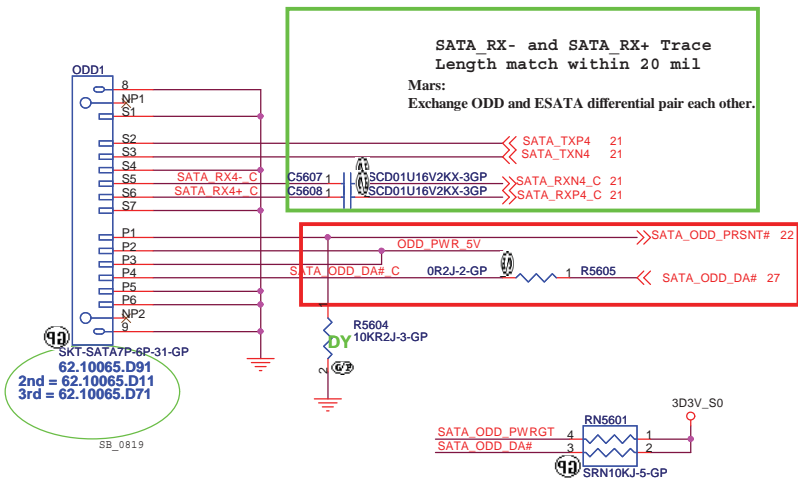 SATA_RX- and SATA_RX+ Trace
Length match within 20 mil
Mars:
Exchange ODD and ESATA differential pair each other.
ODD1
8
NP1
S1
S2
SATA_TXP4 21
S3
SATA_TXN4 21
S4
S5 SATA_RX4-_C C5607 1 SCD01U16V2KX-3GP SATA_RXN4_C 21
S6 SATA_RX4+_C C5608 1 SCD01U16V2KX-3GP SATA_RXP4_C 21
S7
P1 SATA_ODD_PRSNT# 22
P2 ODD_PWR_5V
P3
P4 SATA_ODD_DA#_C 0R2J-2-GP 1 R5605 SATA_ODD_DA# 27
P5
P6
NP2
9
GP
SKT-SATA7P-6P-31-GP
62.10065.D91
2nd = 62.10065.D11
3rd = 62.10065.D71
SB_0819
1
R5604
DY 10KR2J-3-GP
2 GP
3D3V_S0
RN5601
SATA_ODD_PWRGT 4 1
SATA_ODD_DA# 3 2
GP
SRN10KJ-5-GP